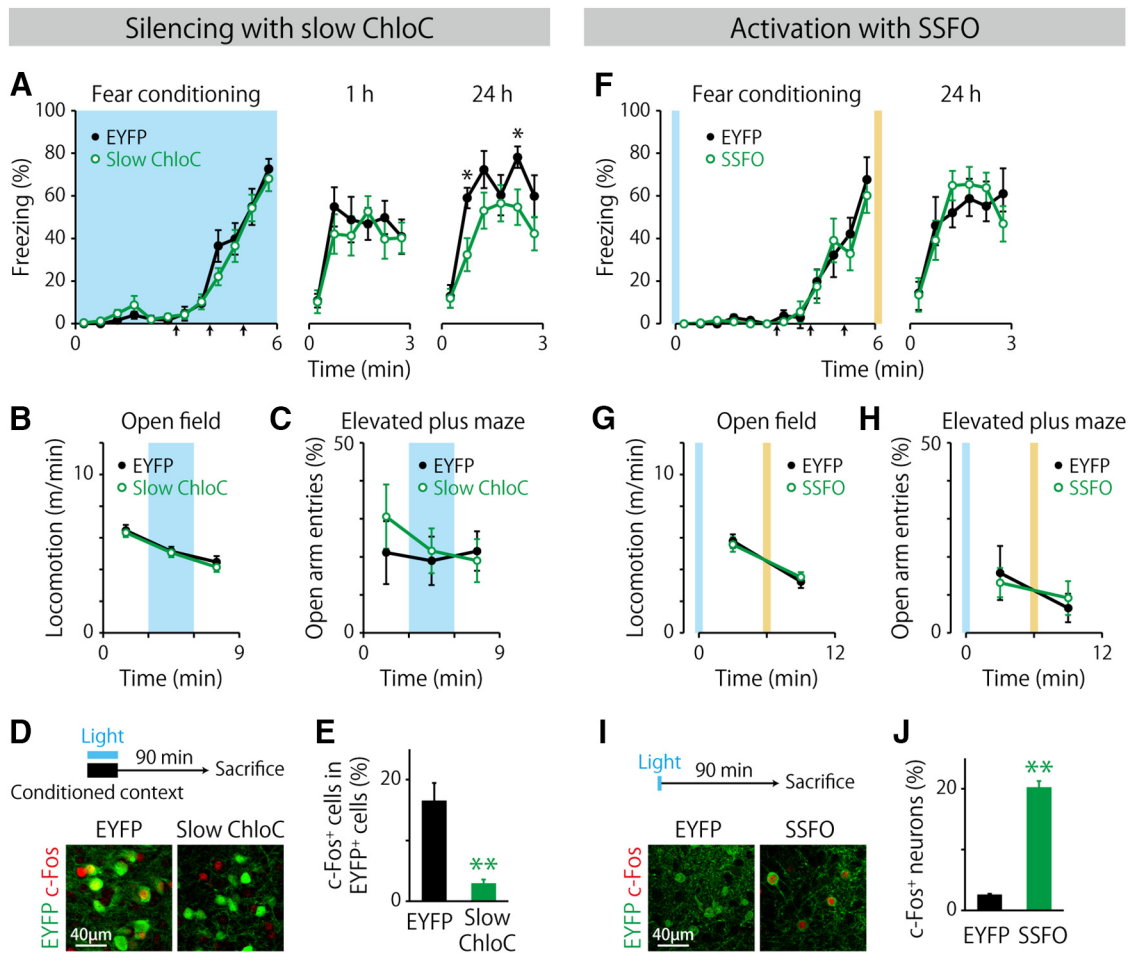 Silencing with slow ChloC
Activation with SSFO
A
Fear conditioning
1 h
24 h
Freezing (%)
100
80
60
40
20
0
EYFP
Slow ChloC
*
*
0
6
0
3
0
3
Time (min)
F
Fear conditioning
24 h
Freezing (%)
100
80
60
40
20
0
EYFP
SSFO
0
6
0
3
Time (min)
B
Open field
Locomotion (m/min)
10
0
EYFP
Slow ChloC
0
9
Time (min)
C
Elevated plus maze
Open arm entries (%)
50
0
EYFP
Slow ChloC
0
9
Time (min)
G
Open field
Locomotion (m/min)
10
0
EYFP
SSFO
0
12
Time (min)
H
Elevated plus maze
Open arm entries (%)
50
0
EYFP
SSFO
0
12
Time (min)
D
Light
90 min
Sacrifice
Conditioned context
EYFP
Slow ChloC
EYFP c-Fos
40μm
E
c-Fos⁺ cells in
EYFP⁺ cells (%)
20
0
**
EYFP
Slow
ChloC
I
Light
90 min
Sacrifice
EYFP
SSFO
EYFP c-Fos
40μm
J
c-Fos⁺ neurons (%)
20
0
**
EYFP
SSFO